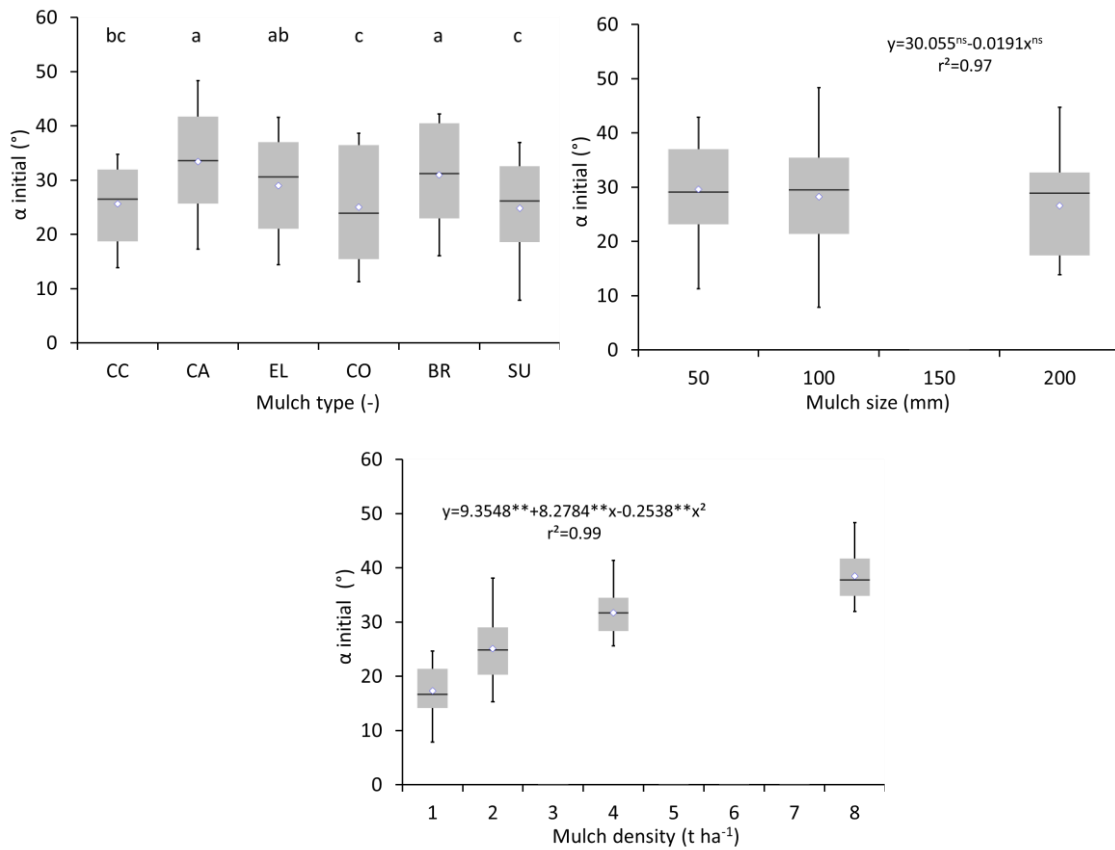 60
50
40
30
20
10
0
α initial (°)
bc a ab c a c
CC CA EL CO BR SU
Mulch type (-)
60
50
40
30
20
10
0
α initial (°)
y=30.055ⁿˢ-0.0191xⁿˢ
r²=0.97
50 100 150 200
Mulch size (mm)
60
50
40
30
20
10
0
α initial (°)
y=9.3548**+8.2784**x-0.2538**x²
r²=0.99
1 2 3 4 5 6 7 8
Mulch density (t ha⁻¹)